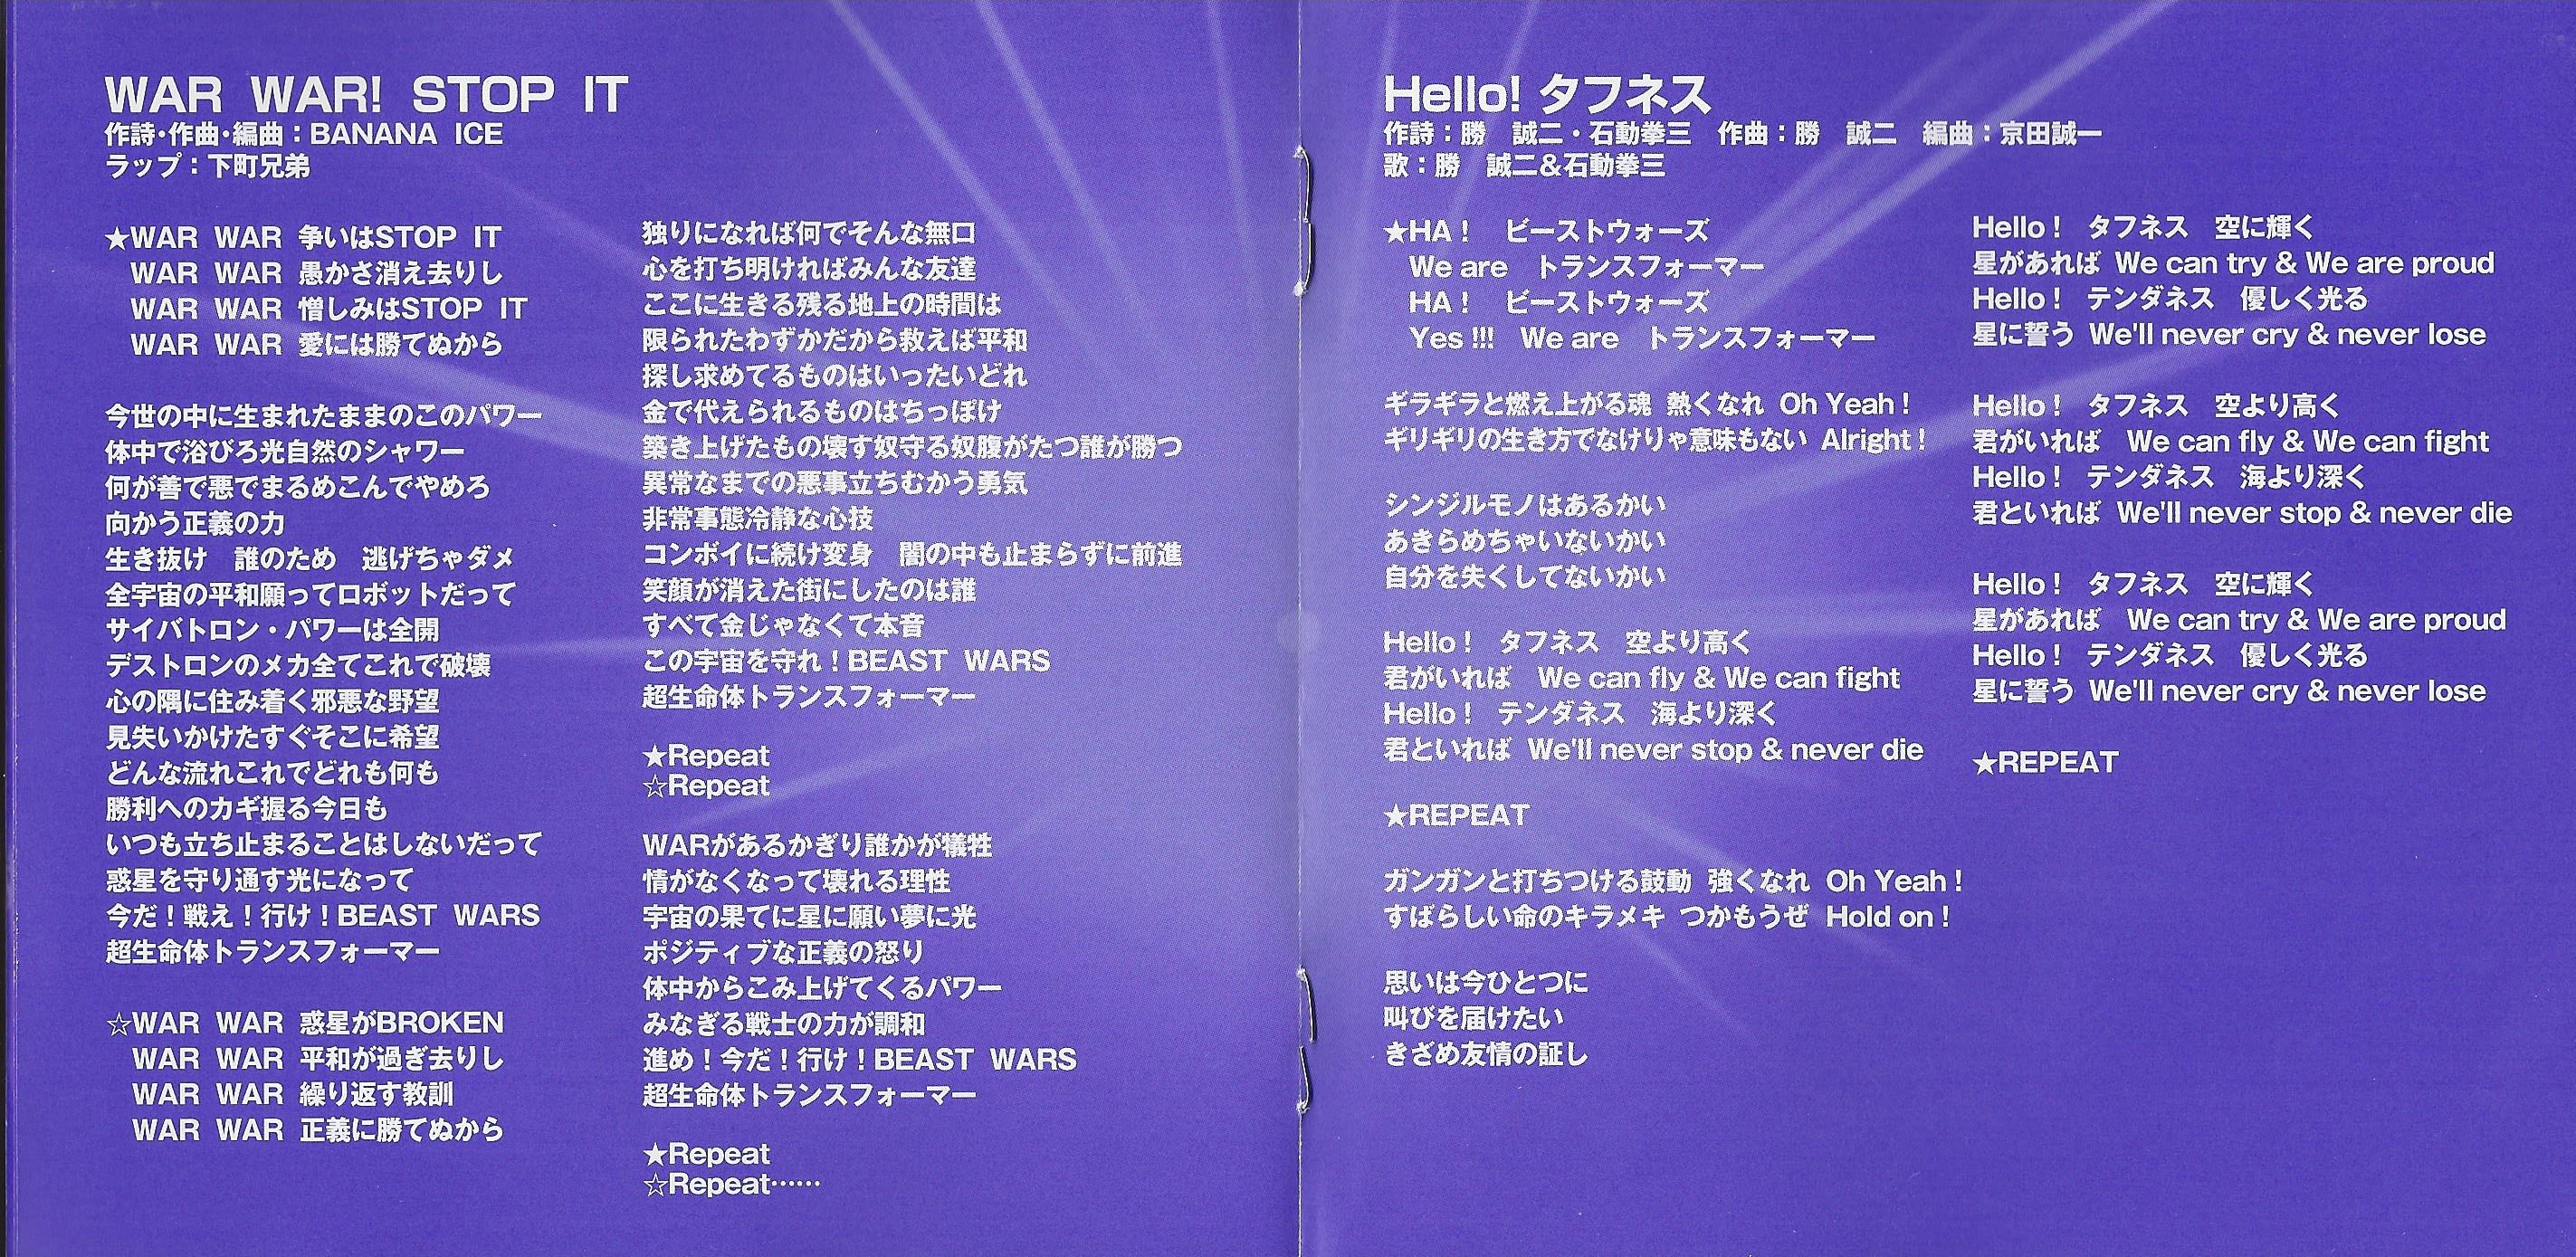 WAR WAR! STOP IT
作詩・作曲・編曲：BANANA ICE
ラップ：下町兄弟
★WAR WAR 争いはSTOP IT
WAR WAR 愚かさ消え去りし
WAR WAR 憎しみはSTOP IT
WAR WAR 愛には勝てぬから
今世の中に生まれたままのこのパワー
体中で浴びろ光自然のシャワー
何が善で悪でまるめこんでやめろ
向かう正義の力
生き抜け　誰のため　逃げちゃダメ
全宇宙の平和願ってロボットだって
サイバトロン・パワーは全開
デストロンのメカ全てこれで破壊
心の隅に住み着く邪悪な野望
見失いかけたすぐそこに希望
どんな流れこれでどれも何も
勝利へのカギ握る今日も
いつも立ち止まることはしないだって
惑星を守り通す光になって
今だ！戦え！行け！BEAST WARS
超生命体トランスフォーマー
☆WAR WAR 惑星がBROKEN
WAR WAR 平和が過ぎ去りし
WAR WAR 繰り返す教訓
WAR WAR 正義に勝てぬから
独りになれば何でそんな無口
心を打ち明ければみんな友達
ここに生きる残る地上の時間は
限られたわずかだから救えば平和
探し求めてるものはいったいどれ
金で代えられるものはちっぽけ
築き上げたもの壊す奴守る奴腹がたつ誰が勝つ
異常なまでの悪事立ちむかう勇気
非常事態冷静な心技
コンボイに続け変身　闇の中も止まらずに前進
笑顔が消えた街にしたのは誰
すべて金じゃなくて本音
この宇宙を守れ！BEAST WARS
超生命体トランスフォーマー
★Repeat
☆Repeat
WARがあるかぎり誰かが犠牲
情がなくなって壊れる理性
宇宙の果てに星に願い夢に光
ポジティブな正義の怒り
体中からこみ上げてくるパワー
みなぎる戦士の力が調和
進め！今だ！行け！BEAST WARS
超生命体トランスフォーマー
★Repeat
☆Repeat……
Hello! タフネス
作詩：勝　誠二・石動拳三　作曲：勝　誠二　編曲：京田誠一
歌：勝　誠二&石動拳三
★HA！　ビーストウォーズ
We are　トランスフォーマー
HA！　ビーストウォーズ
Yes !!!　We are　トランスフォーマー
ギラギラと燃え上がる魂 熱くなれ Oh Yeah！
ギリギリの生き方でなけりゃ意味もない Alright！
シンジルモノはあるかい
あきらめちゃいないかい
自分を失くしてないかい
Hello！　タフネス　空より高く
君がいれば　We can fly & We can fight
Hello！　テンダネス　海より深く
君といれば We'll never stop & never die
★REPEAT
ガンガンと打ちつける鼓動 強くなれ Oh Yeah！
すばらしい命のキラメキ つかもうぜ Hold on！
思いは今ひとつに
叫びを届けたい
きざめ友情の証し
Hello！　タフネス　空に輝く
星があれば We can try & We are proud
Hello！　テンダネス　優しく光る
星に誓う We'll never cry & never lose
Hello！　タフネス　空より高く
君がいれば　We can fly & We can fight
Hello！　テンダネス　海より深く
君といれば We'll never stop & never die
Hello！　タフネス　空に輝く
星があれば　We can try & We are proud
Hello！　テンダネス　優しく光る
星に誓う We'll never cry & never lose
★REPEAT